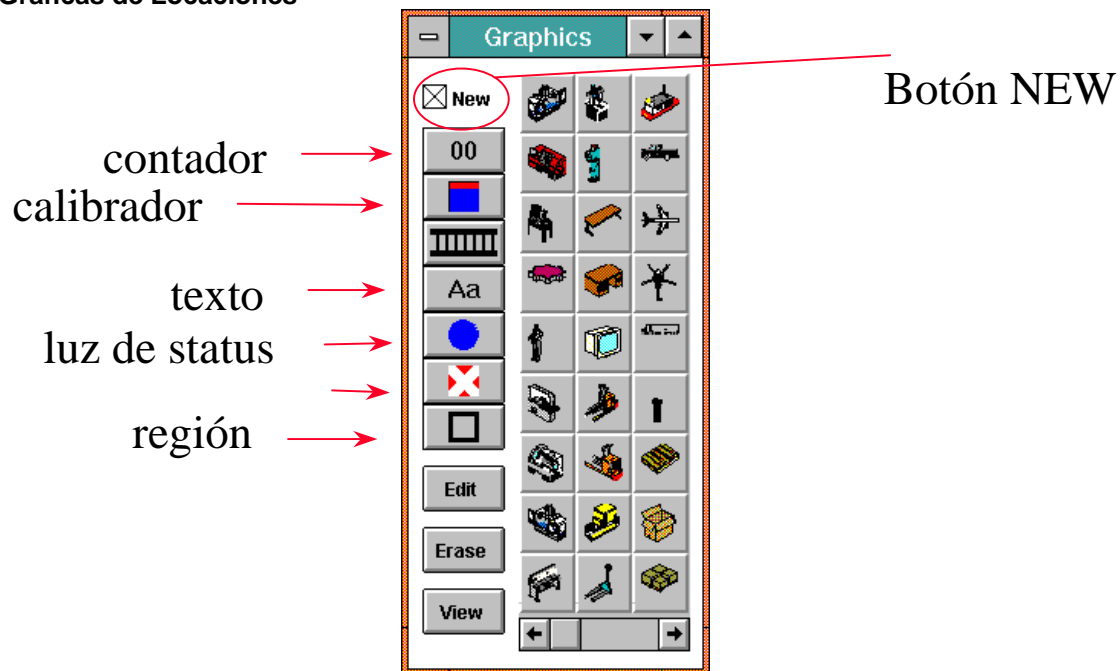 Gráficas de Locaciones
Graphics
New
Botón NEW
contador
00
calibrador
texto
Aa
luz de status
región
Edit
Erase
View